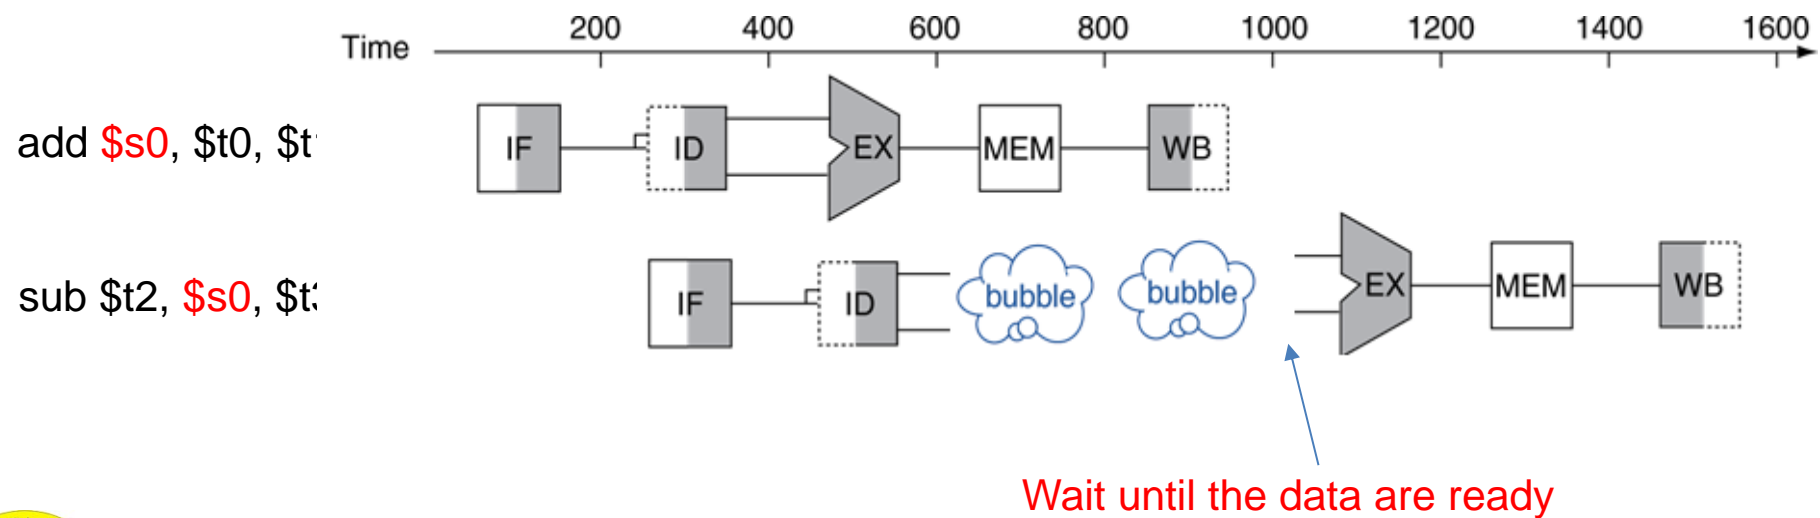 200 400 600 800 1000 1200 1400 1600
Time
add $s0, $t0,
IF ID EX MEM WB
sub $t2, $s0,
IF ID bubble bubble EX MEM WB
Wait until the data are ready